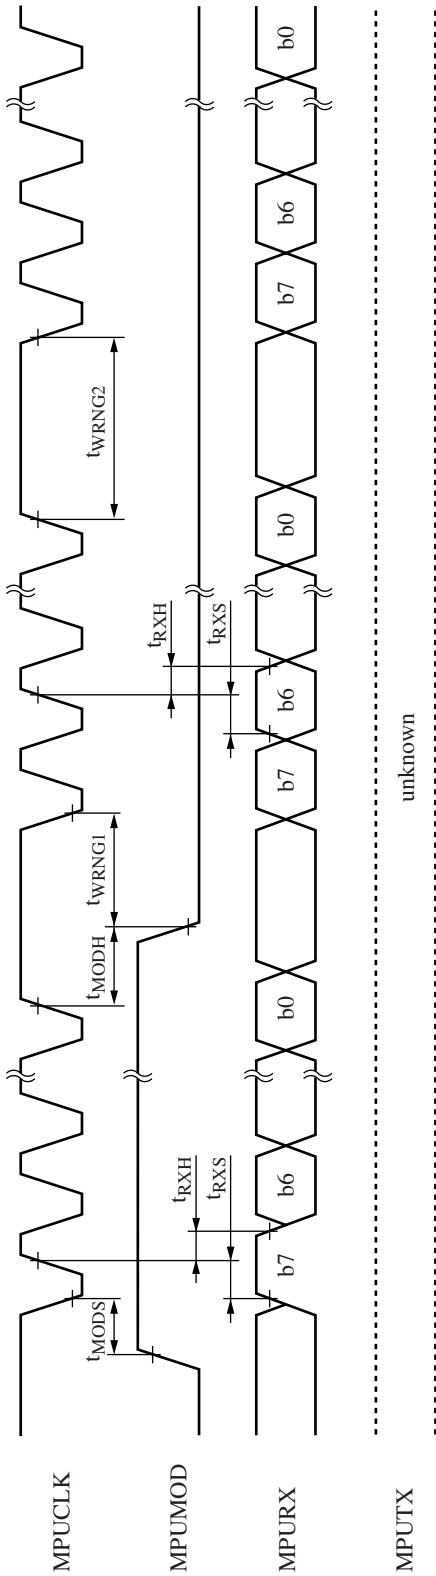 MPUCLK
tMODS
tMODH
tWRNG1
tWRNG2
MPUMOD
tRXH
tRXS
tRXH
tRXS
MPURX
b7
b6
b0
b7
b6
b0
b7
b6
b0
MPUTX
unknown